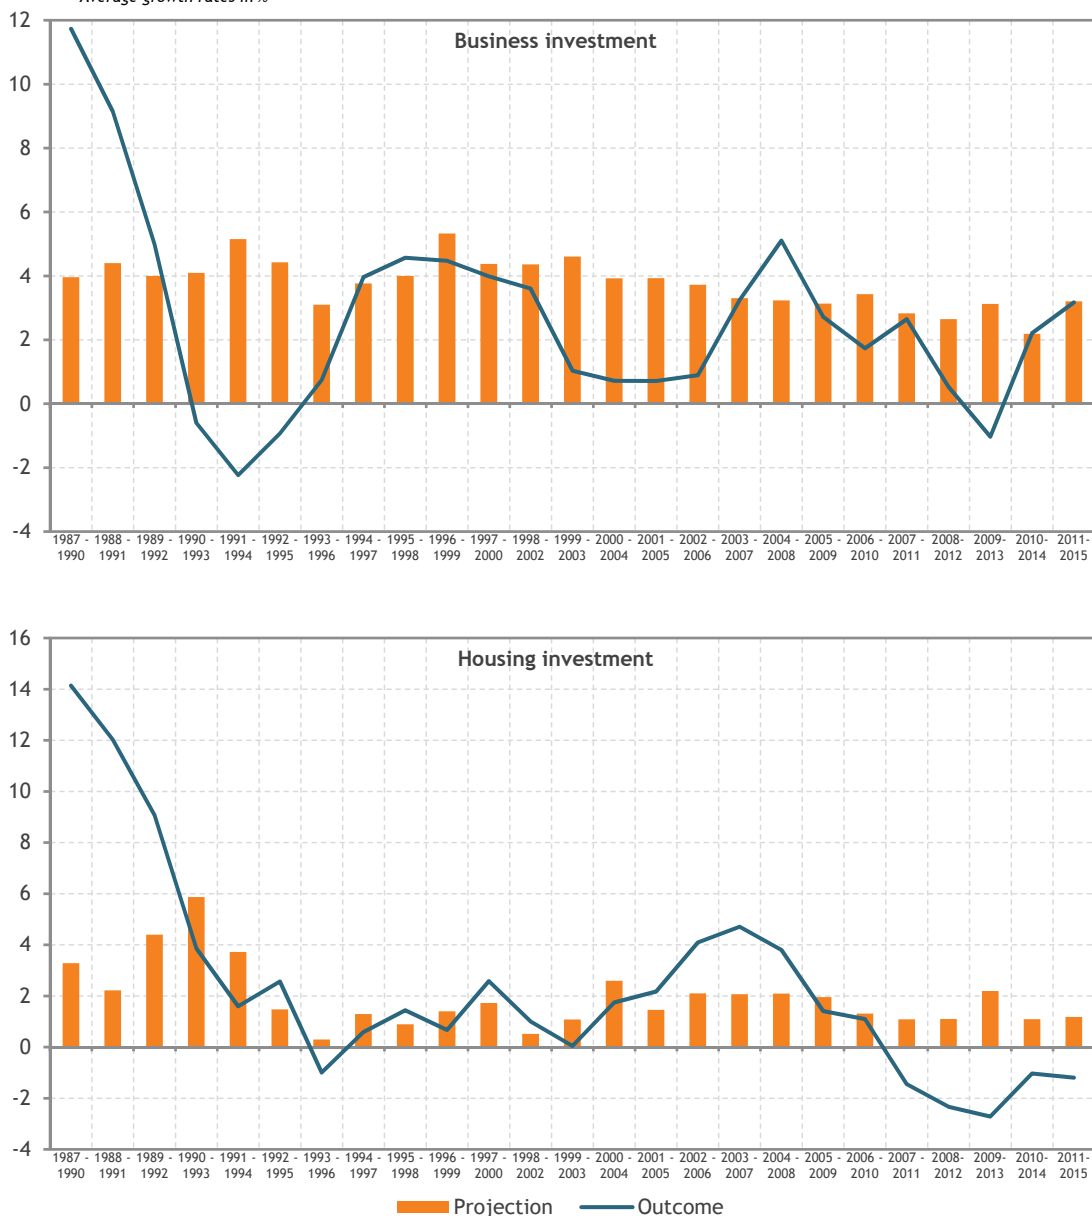 Average growth rates in %
Business investment
12
10
8
6
4
2
0
-2
-4
1987 - 1988 - 1989 - 1990 - 1991 - 1992 - 1993 - 1994 - 1995 - 1996 - 1997 - 1998 - 1999 - 2000 - 2001 - 2002 - 2003 - 2004 - 2005 - 2006 - 2007 - 2008- 2009- 2010- 2011-
1990 1991 1992 1993 1994 1995 1996 1997 1998 1999 2000 2002 2003 2004 2005 2006 2007 2008 2009 2010 2011 2012 2013 2014 2015
Housing investment
16
14
12
10
8
6
4
2
0
-2
-4
1987 - 1988 - 1989 - 1990 - 1991 - 1992 - 1993 - 1994 - 1995 - 1996 - 1997 - 1998 - 1999 - 2000 - 2001 - 2002 - 2003 - 2004 - 2005 - 2006 - 2007 - 2008- 2009- 2010- 2011-
1990 1991 1992 1993 1994 1995 1996 1997 1998 1999 2000 2002 2003 2004 2005 2006 2007 2008 2009 2010 2011 2012 2013 2014 2015
Projection Outcome